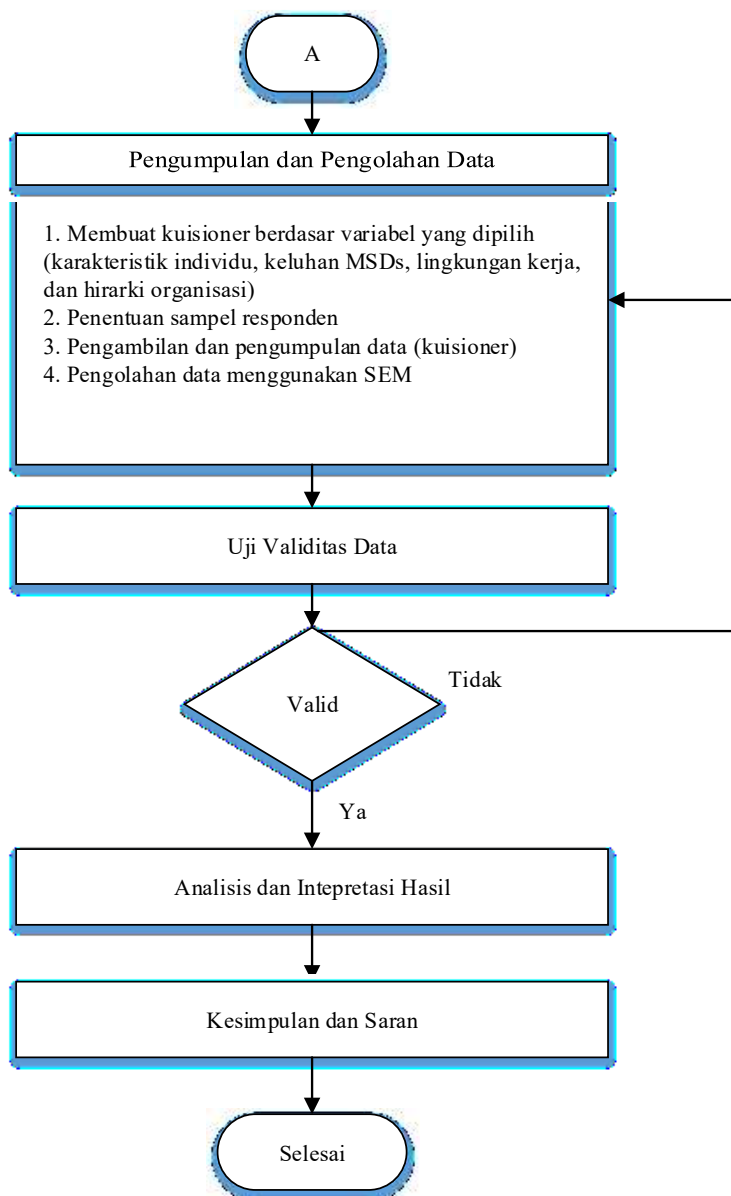 A
Pengumpulan dan Pengolahan Data
1. Membuat kuisioner berdasar variabel yang dipilih
(karakteristik individu, keluhan MSDs, lingkungan kerja,
dan hirarki organisasi)
2. Penentuan sampel responden
3. Pengambilan dan pengumpulan data (kuisioner)
4. Pengolahan data menggunakan SEM
Uji Validitas Data
Valid
Tidak
Ya
Analisis dan Intepretasi Hasil
Kesimpulan dan Saran
Selesai